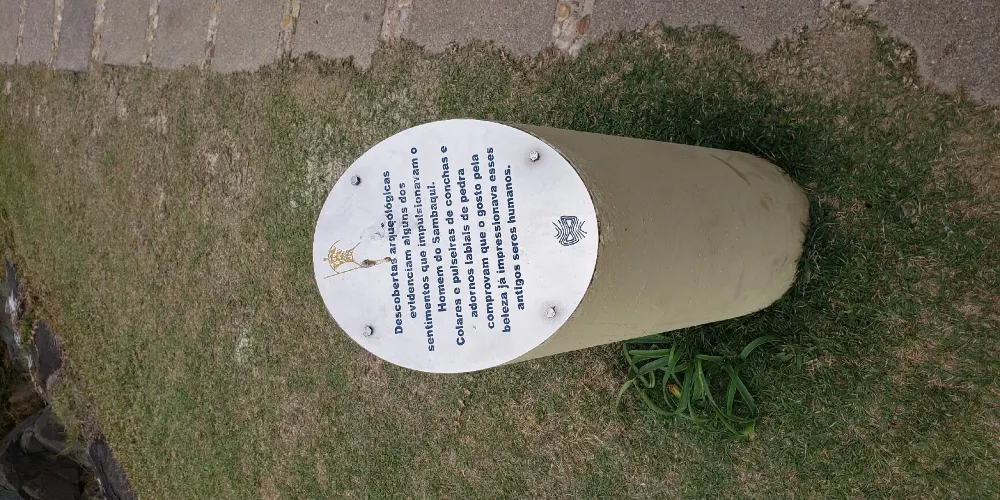 Descobertas arqueológicas
evidenciam alguns dos
sentimentos que impulsionavam o
Homem do Sambaqui.
Colares e pulseiras de conchas e
adornos labiais de pedra
comprovam que o gosto pela
beleza já impressionava esses
antigos seres humanos.